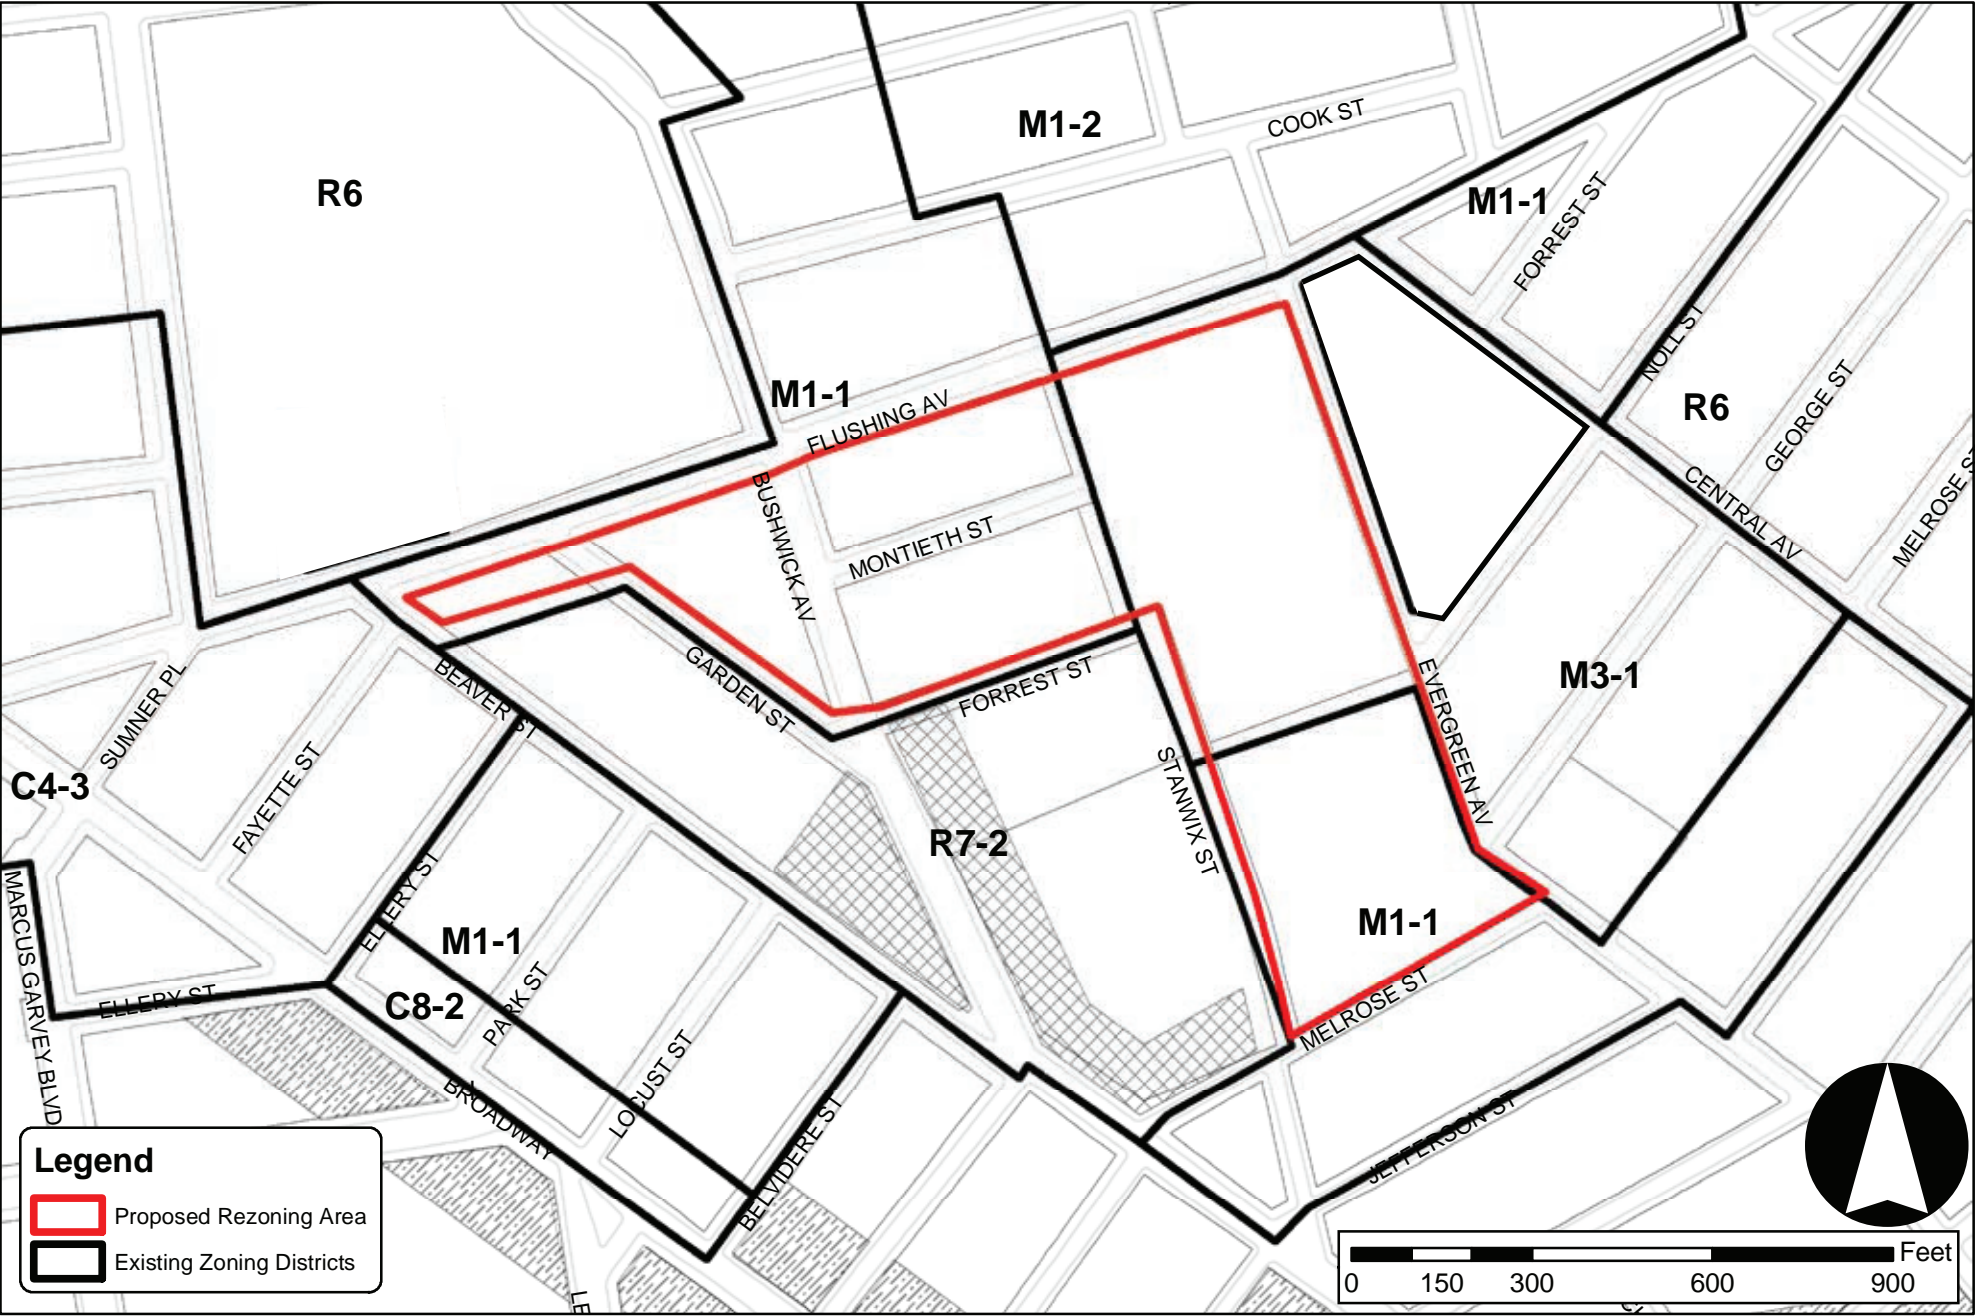 M1-2
COOK ST
R6
M1-1
FORREST ST
NOLL ST
M1-1
FLUSHING AV
R6
GEORGE ST
CENTRAL AV
MELROSE S
BUSHWICK AV
MONTIETH ST
GARDEN ST
FORREST ST
BEAVER ST
SUMNER PL
FAYETTE ST
C4-3
M3-1
EVERGREEN AV
STANWIX ST
R7-2
M1-1
MELROSE ST
MARCUS GARVEY BLVD
ELLERY ST
ELLERY ST
M1-1
C8-2
PARK ST
LOCUST ST
BROADWAY
BELVIDERE ST
JEFFERSON ST
LE
Legend
Proposed Rezoning Area
Existing Zoning Districts
Feet
0 150 300 600 900